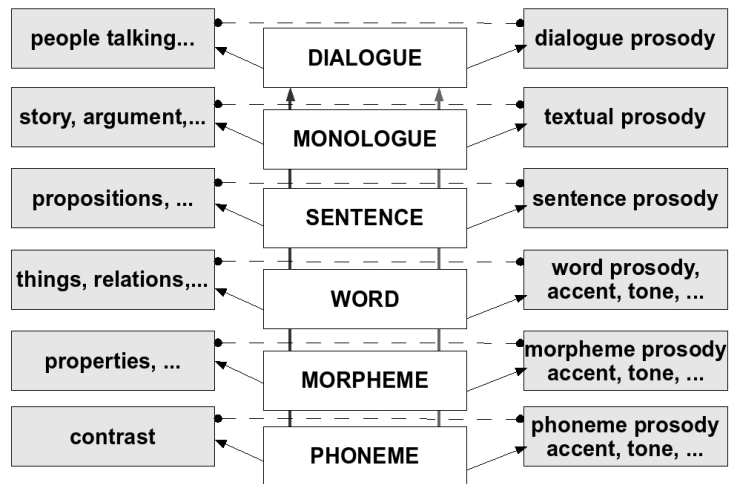 people talking...
DIALOGUE
dialogue prosody
story, argument,...
MONOLOGUE
textual prosody
propositions, ...
SENTENCE
sentence prosody
things, relations,...
WORD
word prosody,
accent, tone, ...
properties, ...
MORPHEME
morpheme prosody
accent, tone, ...
contrast
PHONEME
phoneme prosody
accent, tone, ...